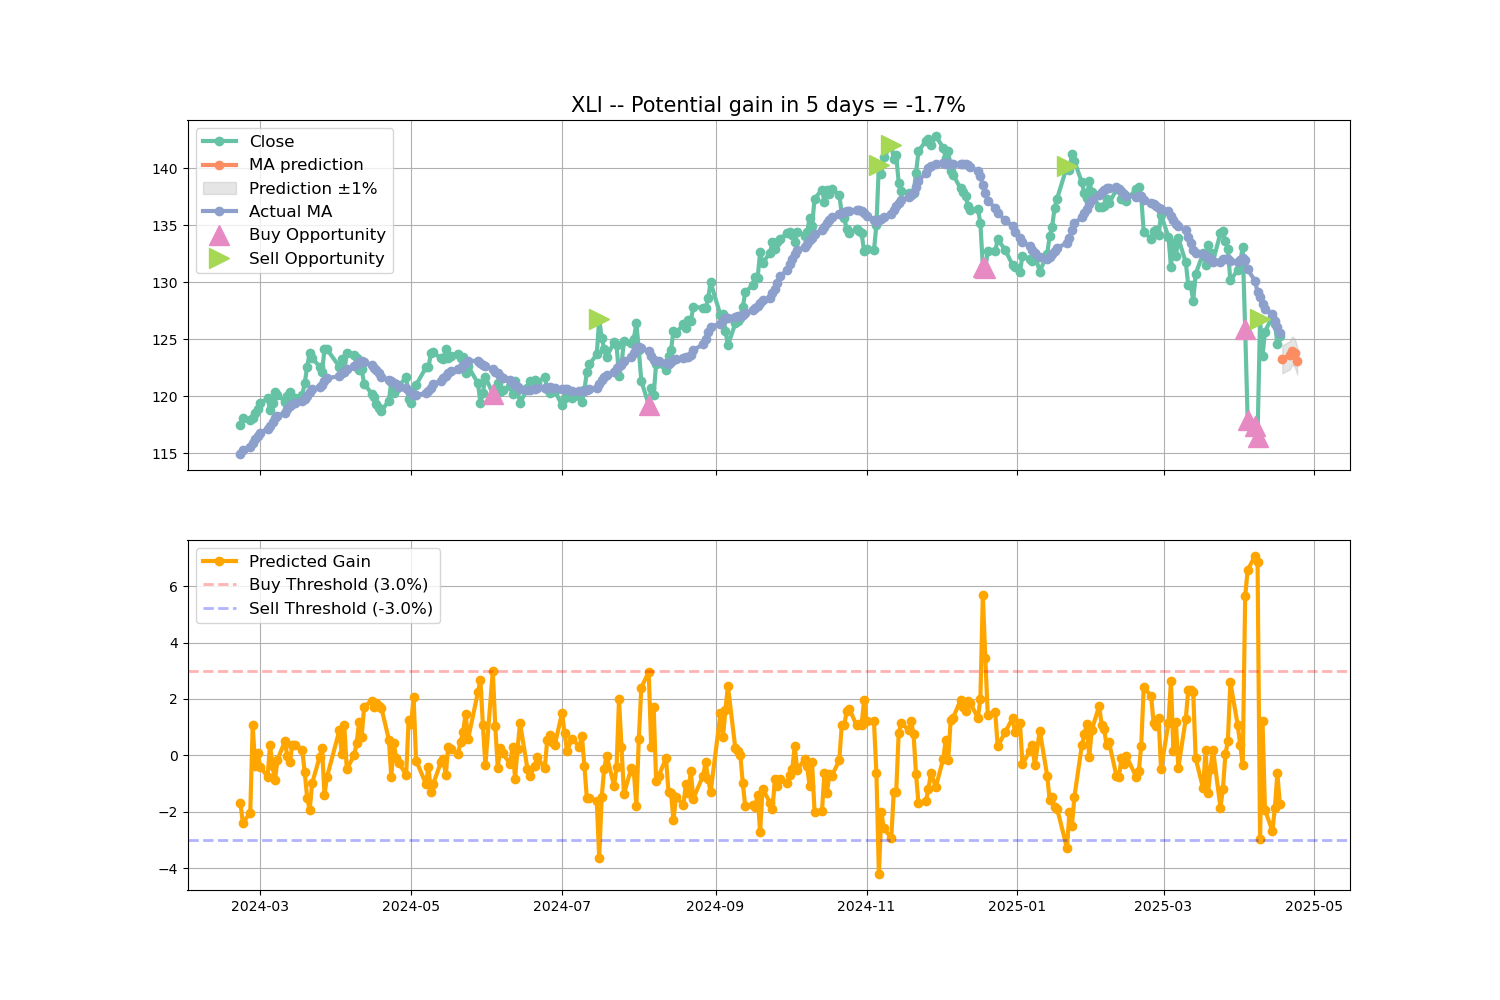 XLI -- Potential gain in 5 days = -1.7%
Close
MA prediction
Prediction ±1%
Actual MA
Buy Opportunity
Sell Opportunity
140
135
130
125
120
115
Predicted Gain
Buy Threshold (3.0%)
Sell Threshold (-3.0%)
6
4
2
0
−2
−4
2024-03 2024-05 2024-07 2024-09 2024-11 2025-01 2025-03 2025-05